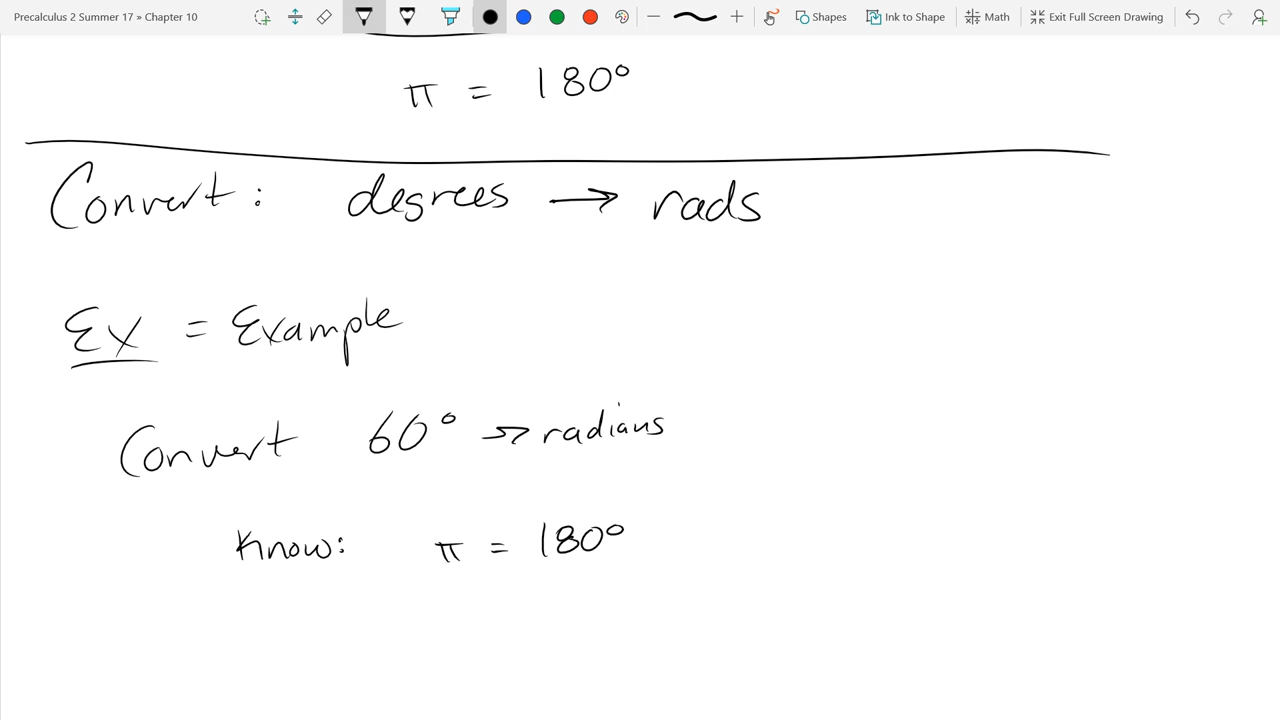 Precalculus 2 Summer 17 » Chapter 10 Shapes Ink to Shape Math Exit Full Screen Drawing
π = 180°
Convert: degrees → rads
Ex = Example
Convert 60° → radians
Know: π = 180°